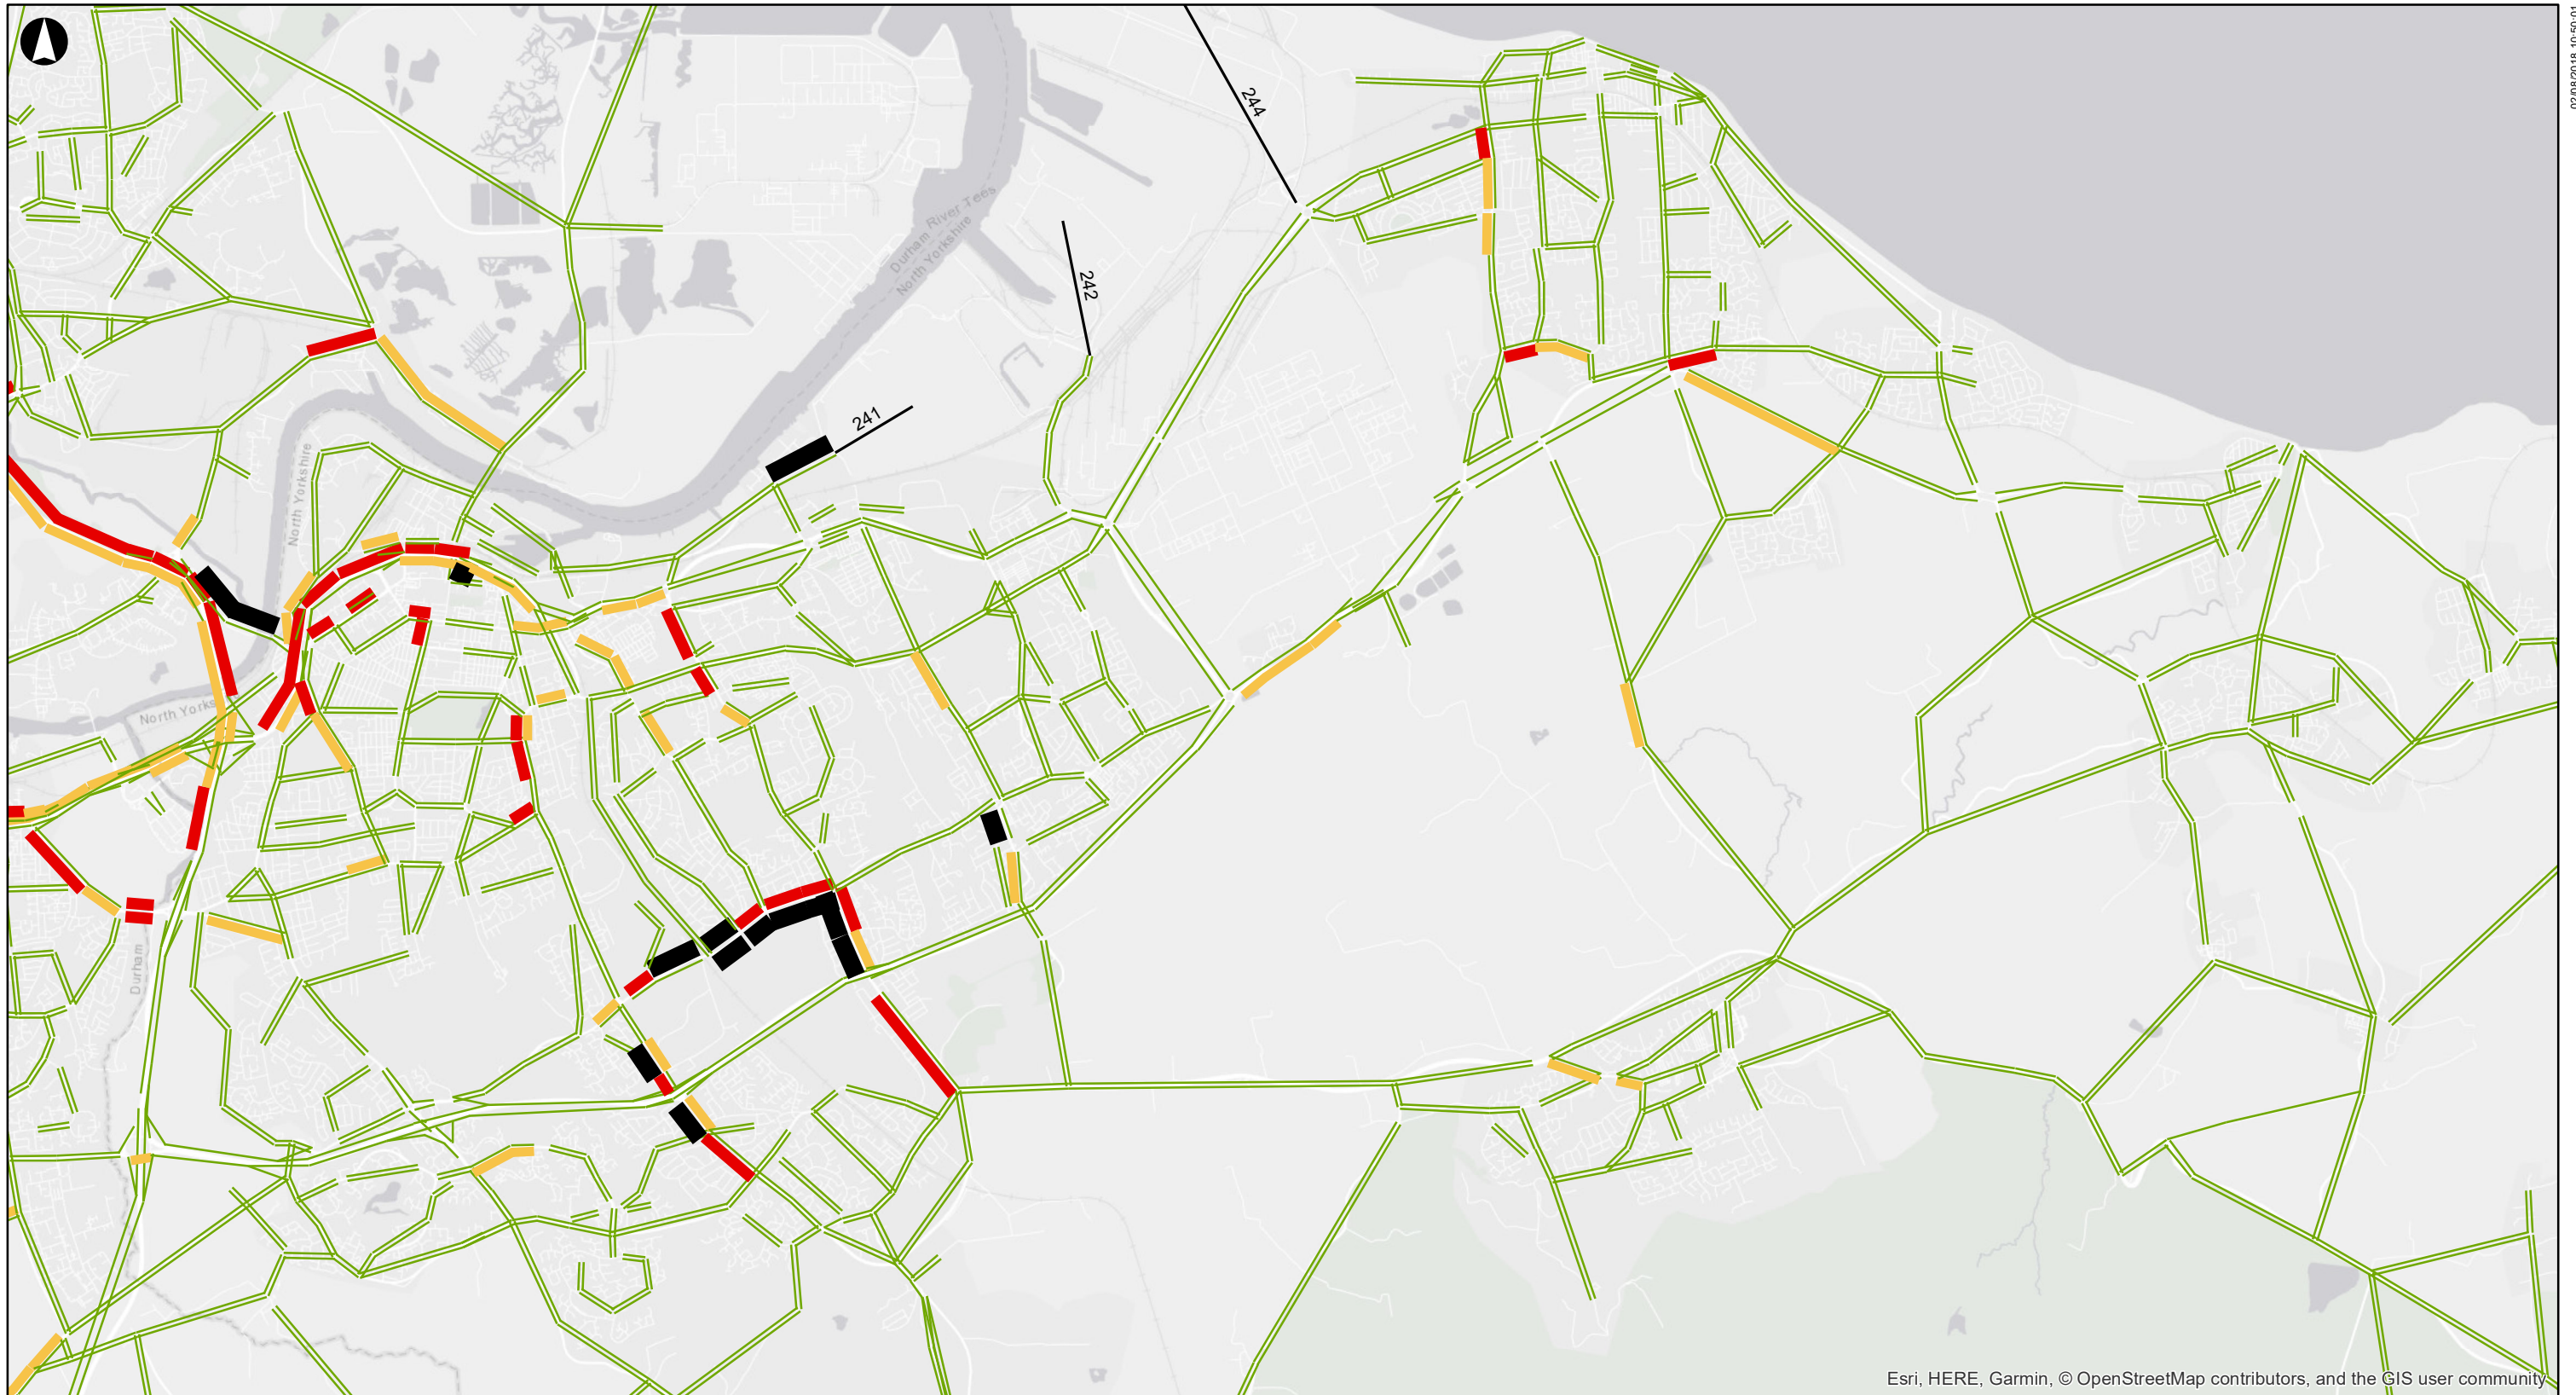 244
Durham River Tees
North Yorkshire
242
241
North Yorkshire
North Yorks
Durham
Esri, HERE, Garmin, © OpenStreetMap contributors, and the GIS user community